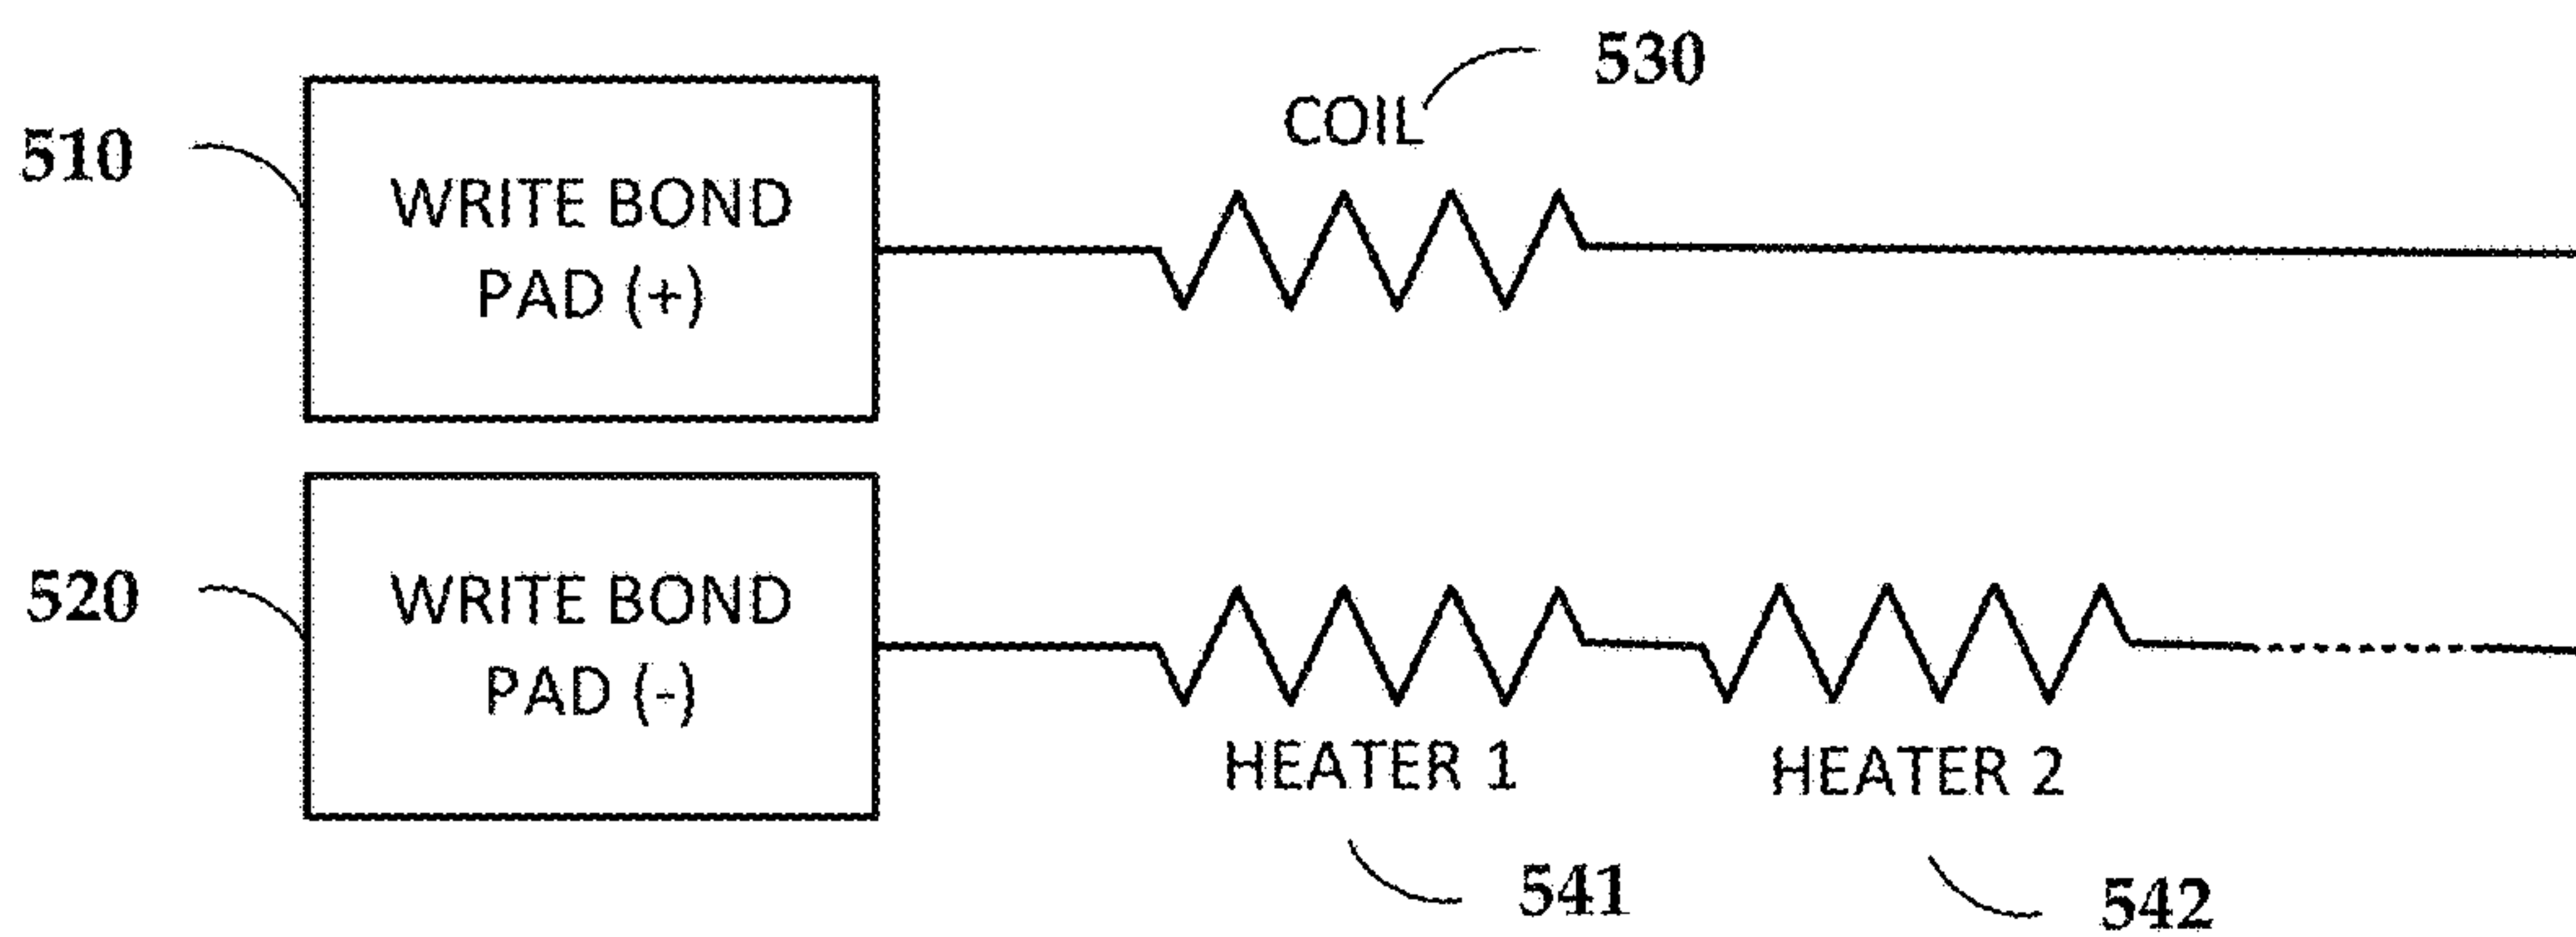 530
COIL
510
WRITE BOND
PAD (+)
520
WRITE BOND
PAD (-)
HEATER 1
HEATER 2
541
542